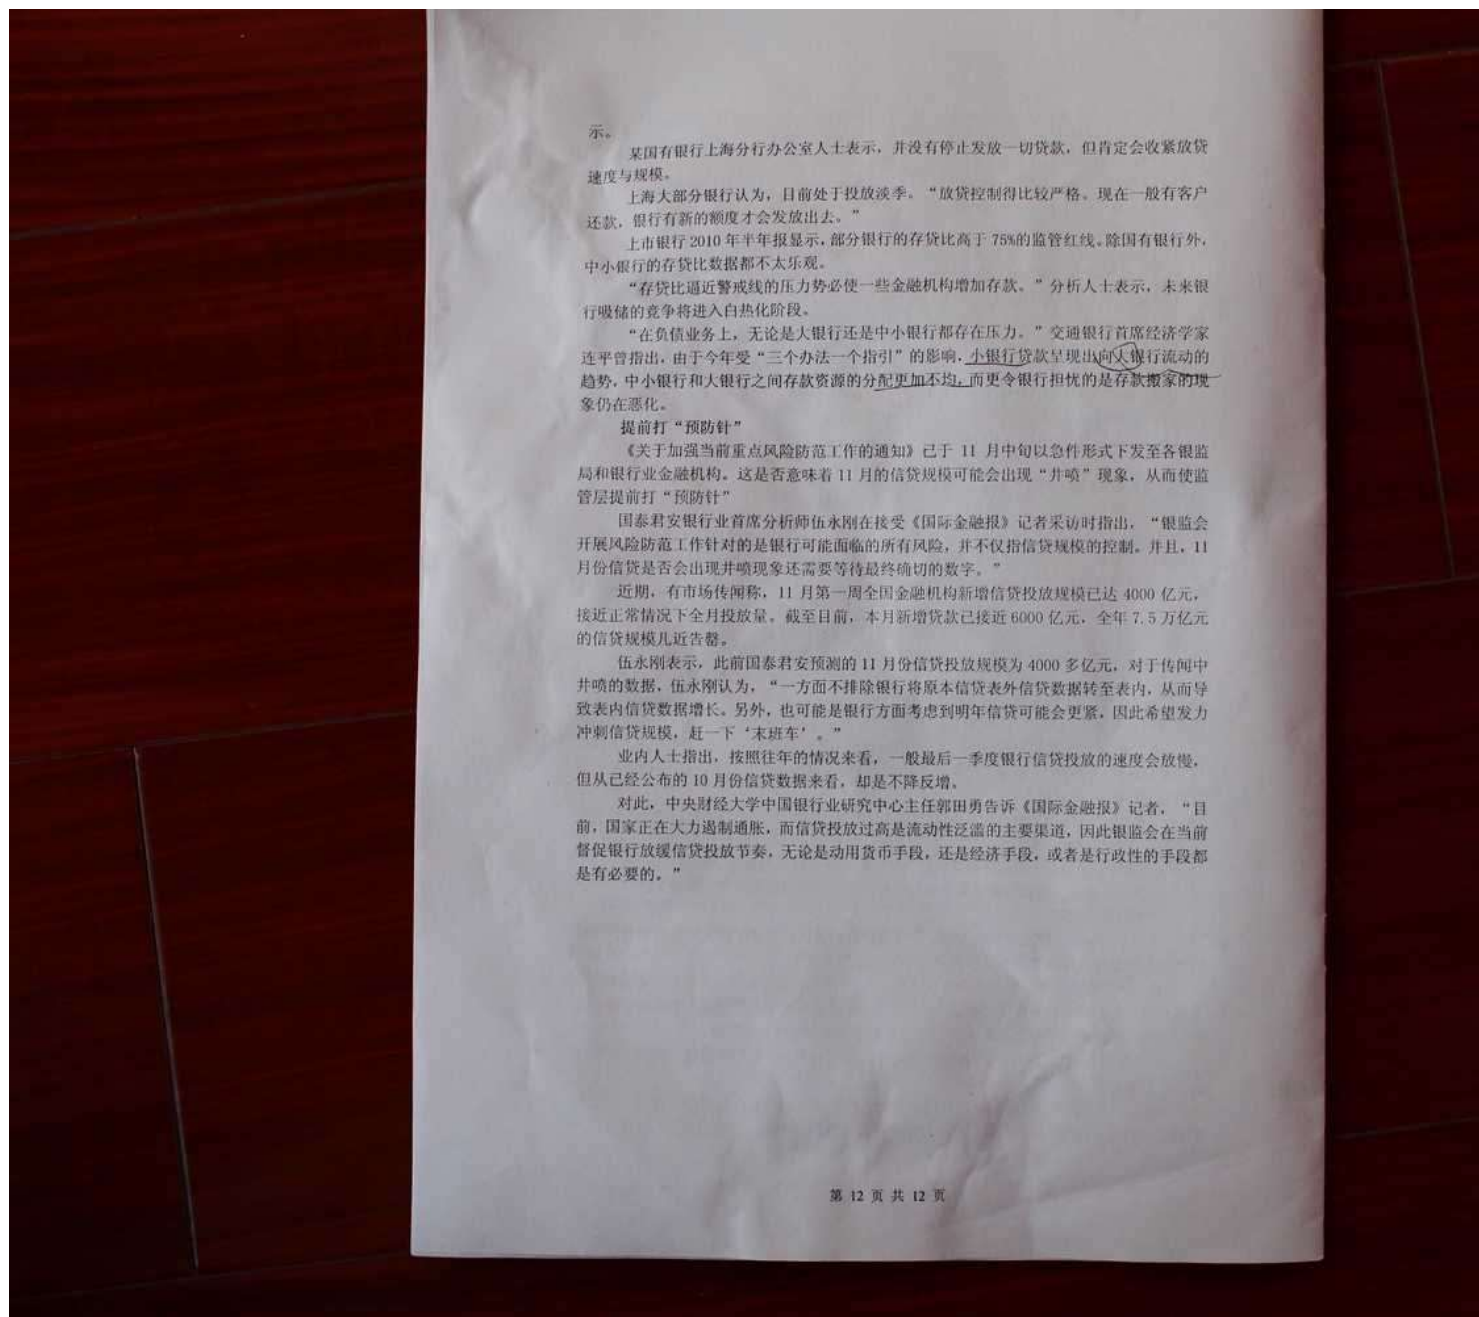 示。
某国有银行上海分行办公室人士表示，并没有停止发放一切贷款，但肯定会收紧放贷
速度与规模。
上海大部分银行认为，目前处于投放淡季。“放贷控制得比较严格。现在一般有客户
还款，银行有新的额度才会发放出去。”
上市银行2010年半年报显示，部分银行的存贷比高于75%的监管红线。除国有银行外，
中小银行的存贷比数据都不太乐观。
“存贷比逼近警戒线的压力势必使一些金融机构增加存款。”分析人士表示，未来银
行吸储的竞争将进入白热化阶段。
“在负债业务上，无论是大银行还是中小银行都存在压力。”交通银行首席经济学家
连平曾指出，由于今年受“三个办法一个指引”的影响，小银行贷款呈现出向大银行流动的
趋势，中小银行和大银行之间存款资源的分配更加不均，而更令银行担忧的是存款搬家的现
象仍在恶化。
提前打“预防针”
《关于加强当前重点风险防范工作的通知》已于 11 月中旬以急件形式下发至各银监
局和银行业金融机构。这是否意味着11月的信贷规模可能会出现“井喷”现象，从而使监
管层提前打“预防针”
国泰君安银行业首席分析师伍永刚在接受《国际金融报》记者采访时指出，“银监会
开展风险防范工作针对的是银行可能面临的所有风险，并不仅指信贷规模的控制。并且，11
月份信贷是否会出现井喷现象还需要等待最终确切的数字。”
近期，有市场传闻称，11 月第一周全国金融机构新增信贷投放规模已达 4000 亿元，
接近正常情况下全月投放量。截至目前，本月新增贷款已接近6000亿元，全年7.5万亿元
的信贷规模几近告罄。
伍永刚表示，此前国泰君安预测的11月份信贷投放规模为4000多亿元，对于传闻中
井喷的数据，伍永刚认为，“一方面不排除银行将原本信贷表外信贷数据转至表内，从而导
致表内信贷数据增长。另外，也可能是银行方面考虑到明年信贷可能会更紧，因此希望发力
冲刺信贷规模，赶一下‘末班车’。”
业内人士指出，按照往年的情况来看，一般最后一季度银行信贷投放的速度会放慢，
但从已经公布的10月份信贷数据来看，却是不降反增。
对此，中央财经大学中国银行业研究中心主任郭田勇告诉《国际金融报》记者，“目
前，国家正在大力遏制通胀，而信贷投放过高是流动性泛滥的主要渠道，因此银监会在当前
督促银行放缓信贷投放节奏，无论是动用货币手段，还是经济手段，或者是行政性的手段都
是有必要的。”
第 12 页 共 12 页